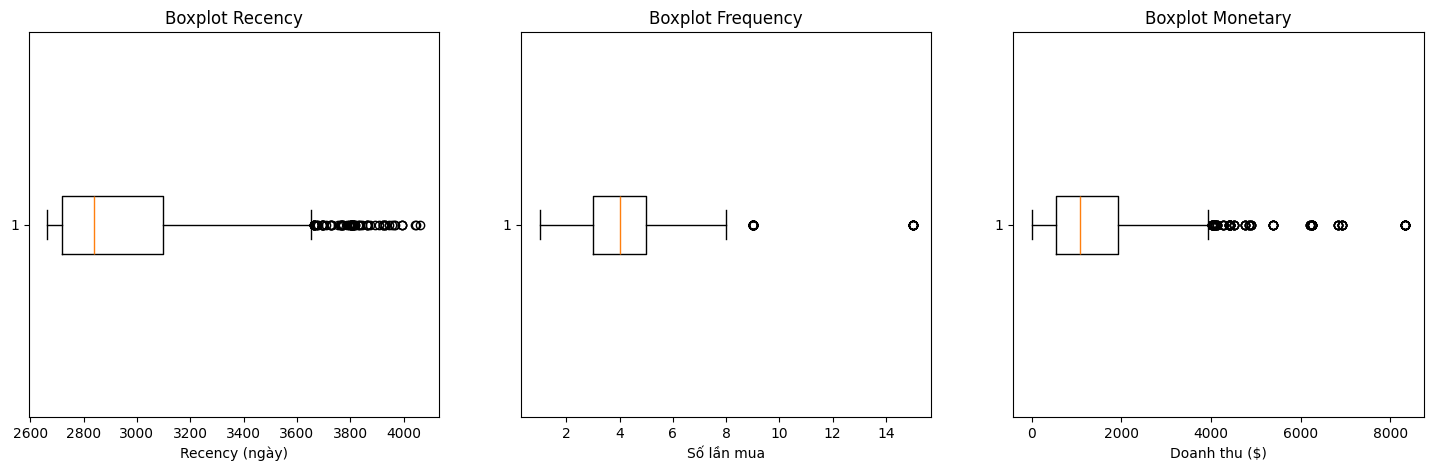 Boxplot Recency
1
2600 2800 3000 3200 3400 3600 3800 4000
Recency (ngày)
Boxplot Frequency
1
2 4 6 8 10 12 14
Số lần mua
Boxplot Monetary
1
0 2000 4000 6000 8000
Doanh thu ($)